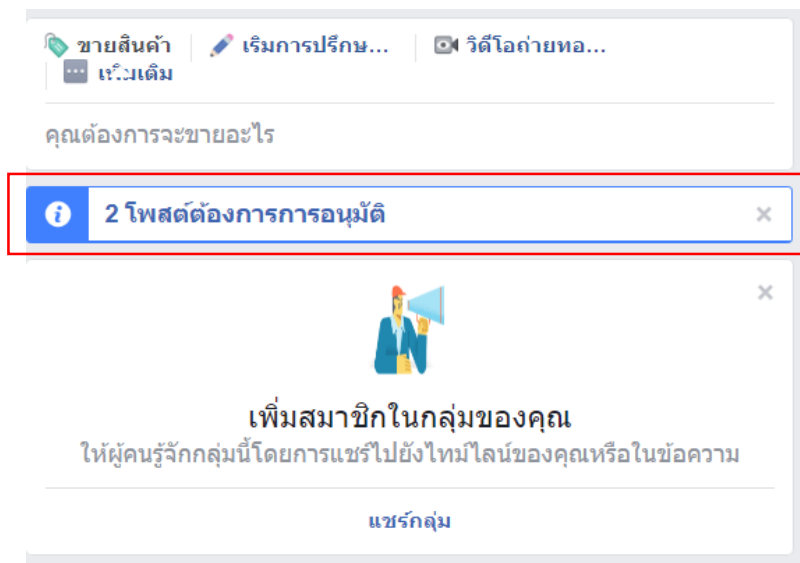 ขายสินค้า เริ่มการปรึกษ... วิดีโอถ่ายทอ...
เพิ่มเติม
คุณต้องการจะขายอะไร
2 โพสต์ต้องการการอนุมัติ
เพิ่มสมาชิกในกลุ่มของคุณ
ให้ผู้คนรู้จักกลุ่มนี้โดยการแชร์ไปยังไทม์ไลน์ของคุณหรือในข้อความ
แชร์กลุ่ม